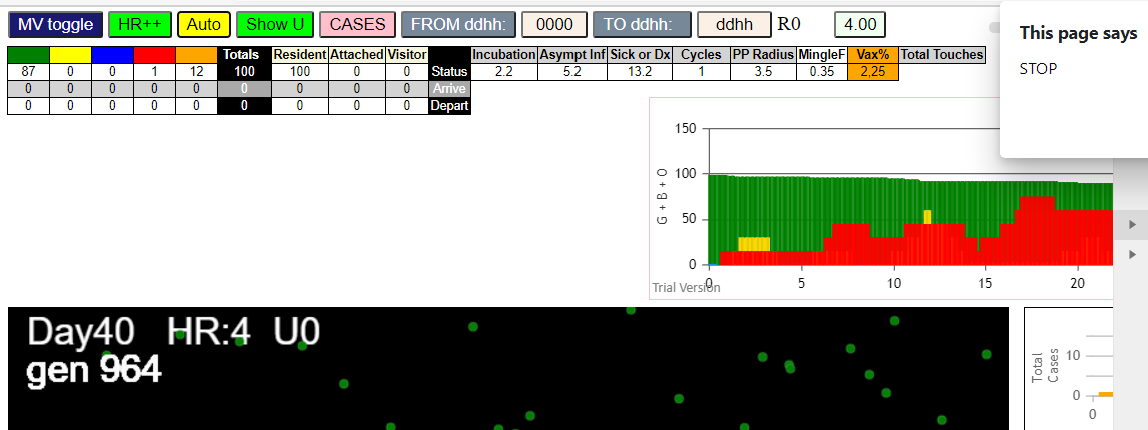 MV toggle HR++ Auto Show U CASES FROM ddhh: 0000 TO ddhh: ddhh R0 4.00
This page says
STOP
Totals Resident Attached Visitor Incubation Asympt Inf Sick or Dx Cycles PP Radius MingleF Vax% Total Touches
87 0 0 1 12 100 100 0 0 Status 2.2 5.2 13.2 1 3.5 0.35 2,25
0 0 0 0 0 0 0 0 0 Arrive
0 0 0 0 0 0 0 0 0 Depart
150
100
50
0
G + B + O
0 5 10 15 20
Trial Version
Day40 HR:4 U0
gen 964
Total Cases
10
0
0